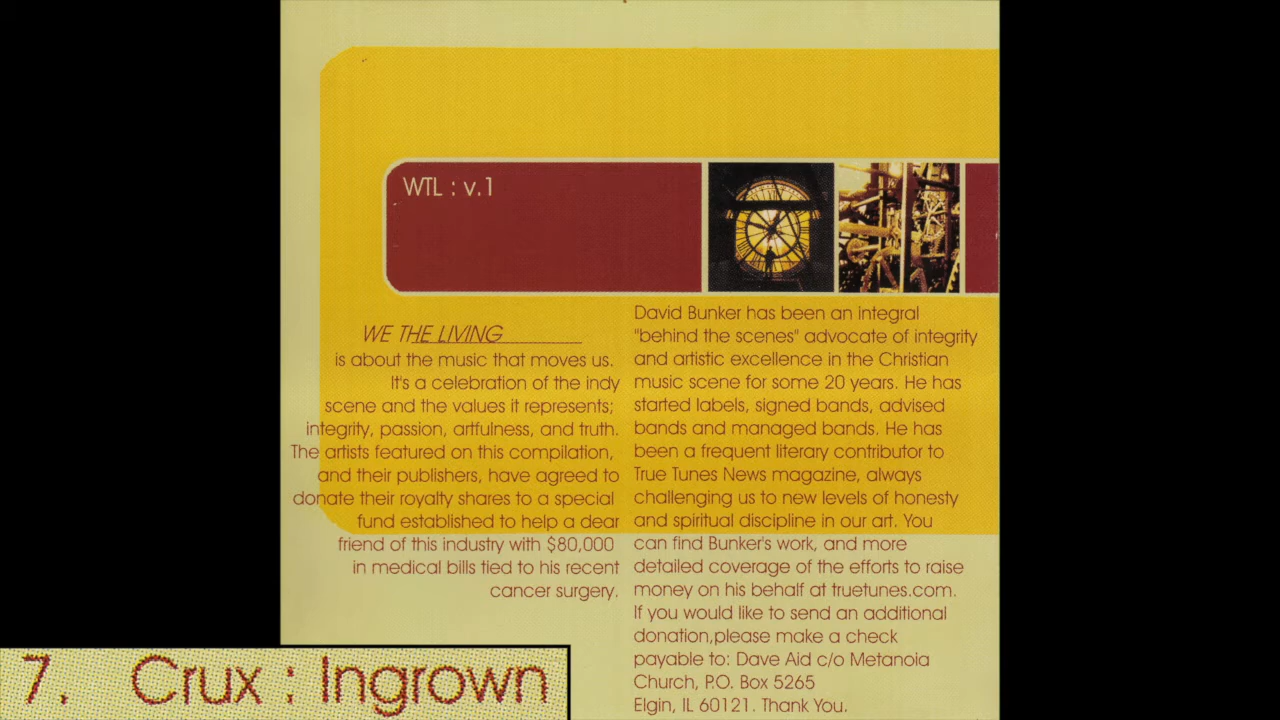 WTL : v.1
WE THE LIVING
is about the music that moves us.
It's a celebration of the indy
scene and the values it represents;
integrity, passion, artfulness, and truth.
The artists featured on this compilation,
and their publishers, have agreed to
donate their royalty shares to a special
fund established to help a dear
friend of this industry with $80,000
in medical bills tied to his recent
cancer surgery.
David Bunker has been an integral
"behind the scenes" advocate of integrity
and artistic excellence in the Christian
music scene for some 20 years. He has
started labels, signed bands, advised
bands and managed bands. He has
been a frequent literary contributor to
True Tunes News magazine, always
challenging us to new levels of honesty
and spiritual discipline in our art. You
can find Bunker's work, and more
detailed coverage of the efforts to raise
money on his behalf at truetunes.com.
If you would like to send an additional
donation,please make a check
payable to: Dave Aid c/o Metanoia
Church, P.O. Box 5265
Elgin, IL 60121. Thank You.
7. Crux : Ingrown